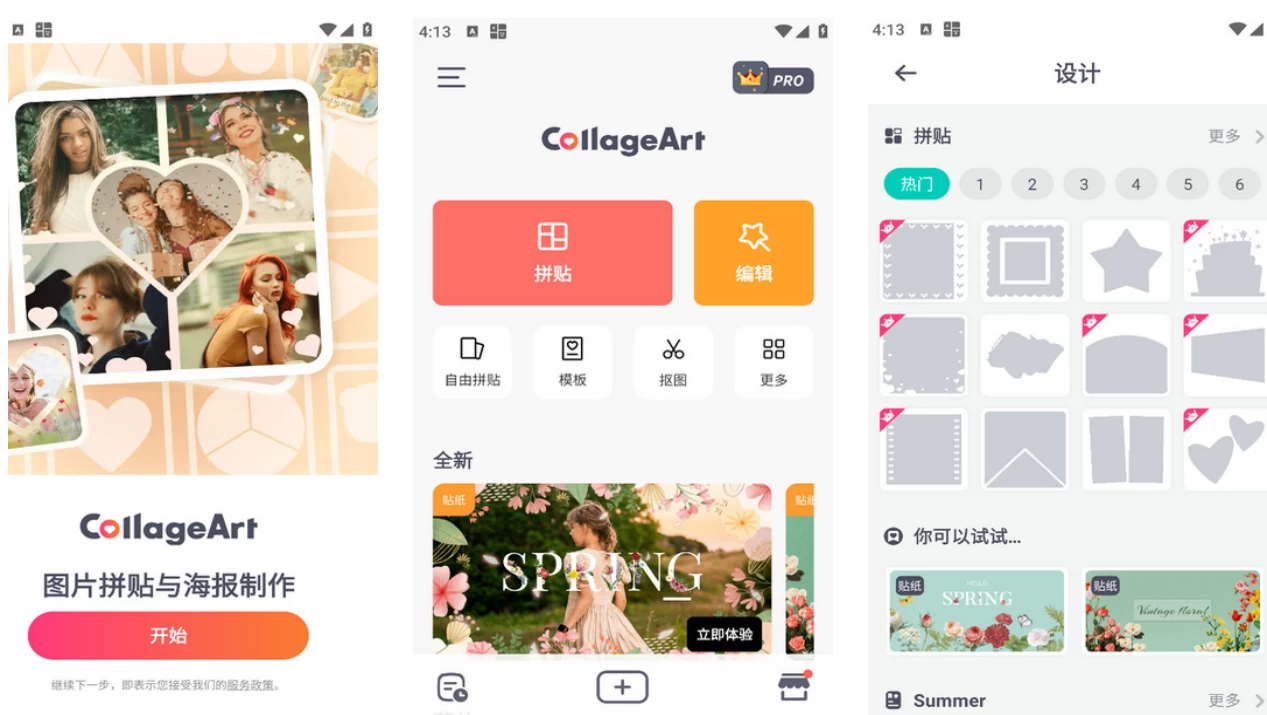 CollageArt
图片拼贴与海报制作
开始
继续下一步，即表示您接受我们的服务政策。
4:13
PRO
CollageArt
拼贴
编辑
自由拼贴
模板
抠图
更多
全新
贴纸
SPRING
立即体验
贴纸
4:13
设计
拼贴
更多
热门
1
2
3
4
5
6
你可以试试...
贴纸
HELLO
SPRING
贴纸
Vintage floral
Summer
更多